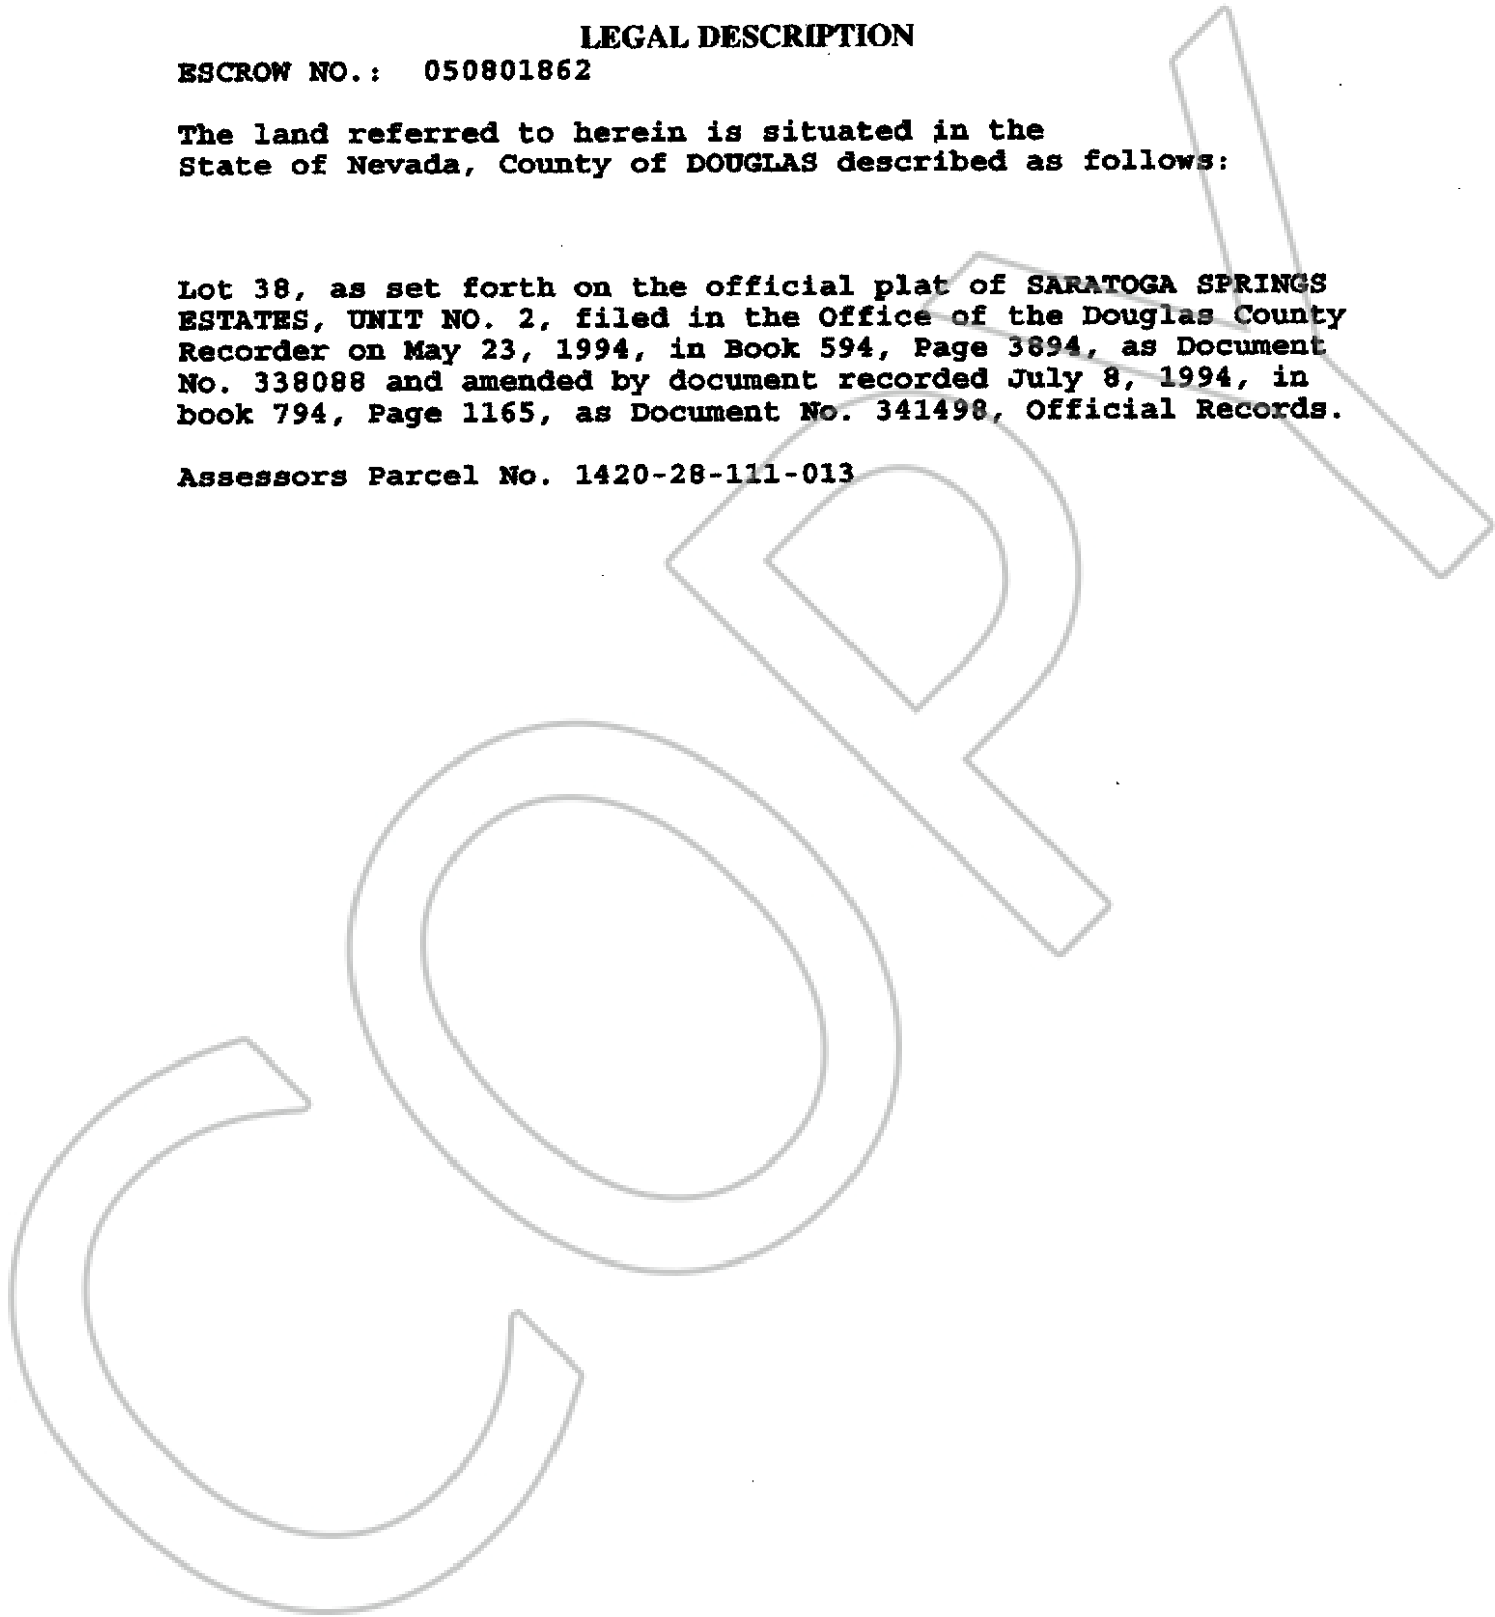 LEGAL DESCRIPTION
ESCROW NO.: 050801862
The land referred to herein is situated in the
State of Nevada, County of DOUGLAS described as follows:
Lot 38, as set forth on the official plat of SARATOGA SPRINGS
ESTATES, UNIT NO. 2, filed in the Office of the Douglas County
Recorder on May 23, 1994, in Book 594, Page 3894, as Document
No. 338088 and amended by document recorded July 8, 1994, in
book 794, Page 1165, as Document No. 341498, Official Records.
Assessors Parcel No. 1420-28-111-013
COPY